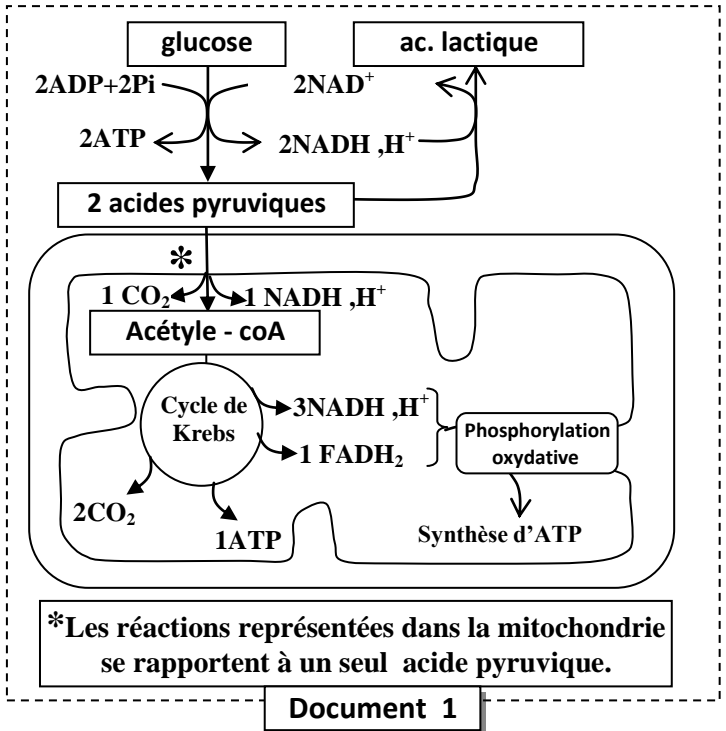 glucose
ac. lactique
2ADP+2Pi
2NAD⁺
2ATP
2NADH ,H⁺
2 acides pyruviques
*
1 CO₂
1 NADH ,H⁺
Acétyle - coA
Cycle de
Krebs
3NADH ,H⁺
1 FADH₂
Phosphorylation
oxydative
2CO₂
1ATP
Synthèse d’ATP
*Les réactions représentées dans la mitochondrie
se rapportent à un seul acide pyruvique.
Document 1